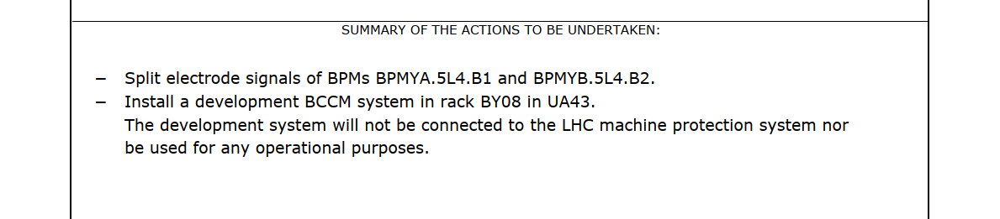 SUMMARY OF THE ACTIONS TO BE UNDERTAKEN:
− Split electrode signals of BPMs BPMYA.5L4.B1 and BPMYB.5L4.B2.
− Install a development BCCM system in rack BY08 in UA43.
The development system will not be connected to the LHC machine protection system nor
be used for any operational purposes.